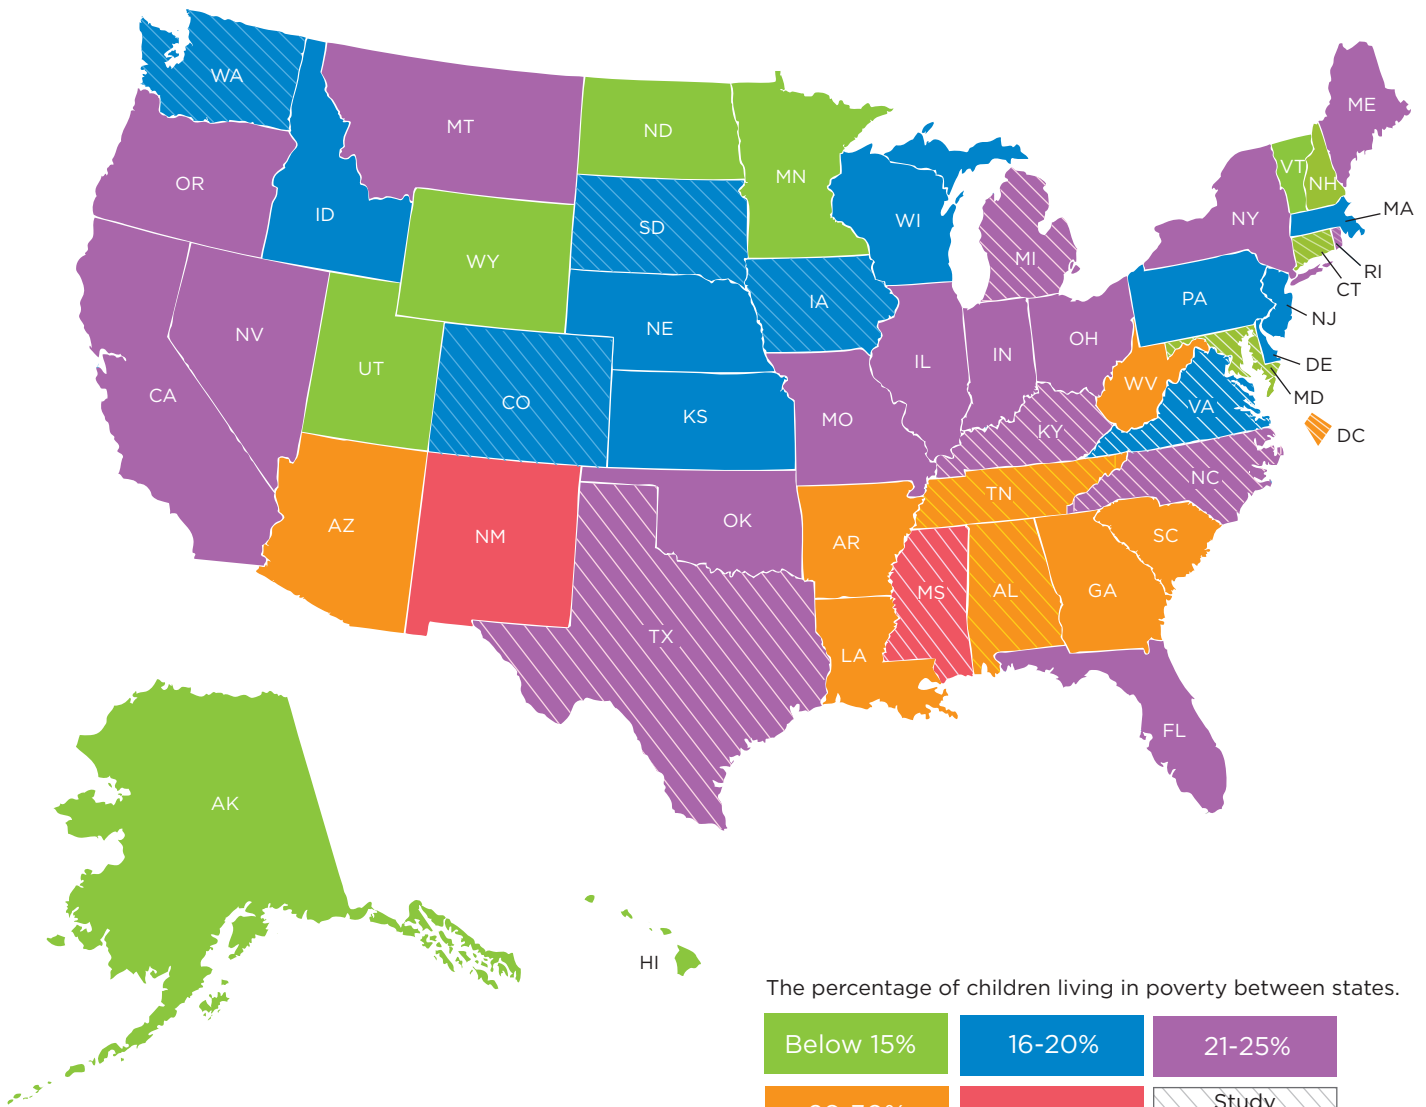 WA
MT
ND
MN
ME
VT
NH
OR
ID
SD
WI
NY
MA
WY
MI
RI
CT
NV
UT
NE
IA
PA
NJ
CA
CO
KS
IL
IN
OH
DE
WV
MD
VA
DC
MO
KY
AZ
NM
OK
AR
TN
NC
SC
MS
AL
GA
TX
LA
FL
AK
HI
The percentage of children living in poverty between states.
Below 15% 16-20% 21-25%
Study